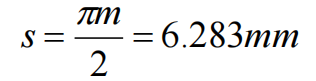 s = πm/2 = 6.283mm